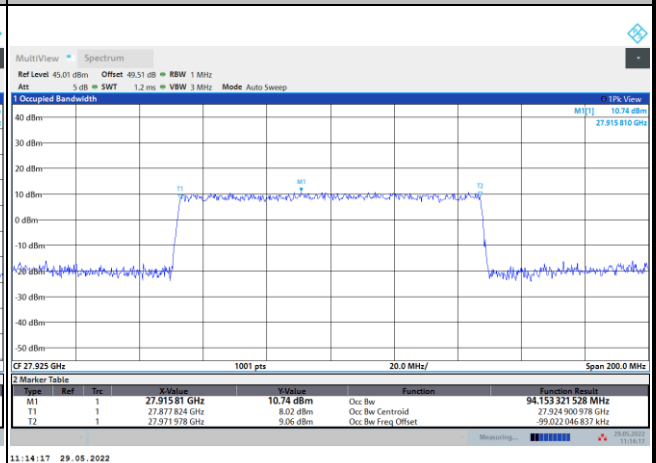 MultiView Spectrum
Ref Level 45.01 dBm Offset 49.51 dB RBW 1 MHz
Att 5 dB SWT 1.2 ms VBW 3 MHz Mode Auto Sweep
1 Occupied Bandwidth 1Pk View
M1[1] 10.74 dBm
27.915 810 GHz
40 dBm
30 dBm
20 dBm
M1
T1 T2
10 dBm
0 dBm
-10 dBm
-20 dBm
-30 dBm
-40 dBm
-50 dBm
CF 27.925 GHz 1001 pts 20.0 MHz/ Span 200.0 MHz
2 Marker Table
Type Ref Trc X-Value Y-Value Function Function Result
M1 1 27.915 81 GHz 10.74 dBm Occ Bw 94.153 321 528 MHz
T1 1 27.877 824 GHz 8.02 dBm Occ Bw Centroid 27.924 900 978 GHz
T2 1 27.971 978 GHz 9.06 dBm Occ Bw Freq Offset -99.022 046 837 kHz
Measuring... 29.05.2022
11:14:17
11:14:17 29.05.2022